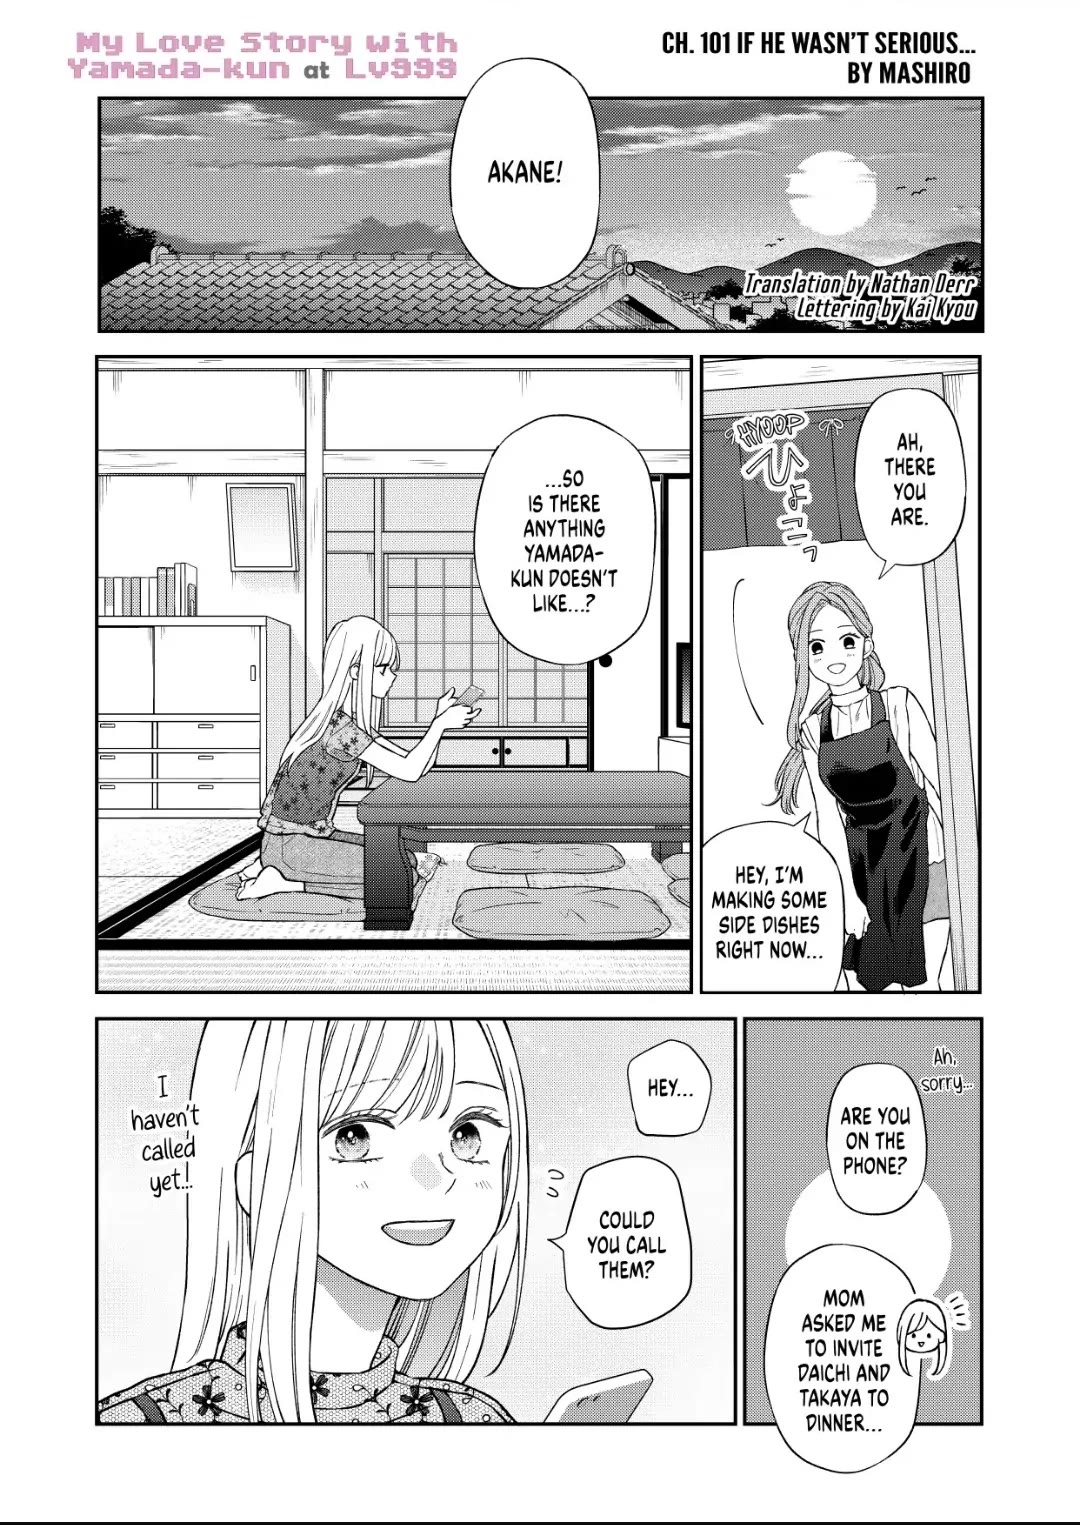 My Love Story with
Yamada-kun at Lv999
CH. 101 IF HE WASN'T SERIOUS...
BY MASHIRO
AKANE!
Translation by Nathan Derr
Lettering by Kai Kyou
AH,
THERE
YOU
ARE.
HYOOP
ひょこっ
HEY, I'M
MAKING SOME
SIDE DISHES
RIGHT NOW...
...SO
IS THERE
ANYTHING
YAMADA-
KUN DOESN'T
LIKE...?
Ah,
sorry...
ARE YOU
ON THE
PHONE?
MOM
ASKED ME
TO INVITE
DAICHI AND
TAKAYA TO
DINNER...
HEY...
COULD
YOU CALL
THEM?
I
haven't
called
yet...!